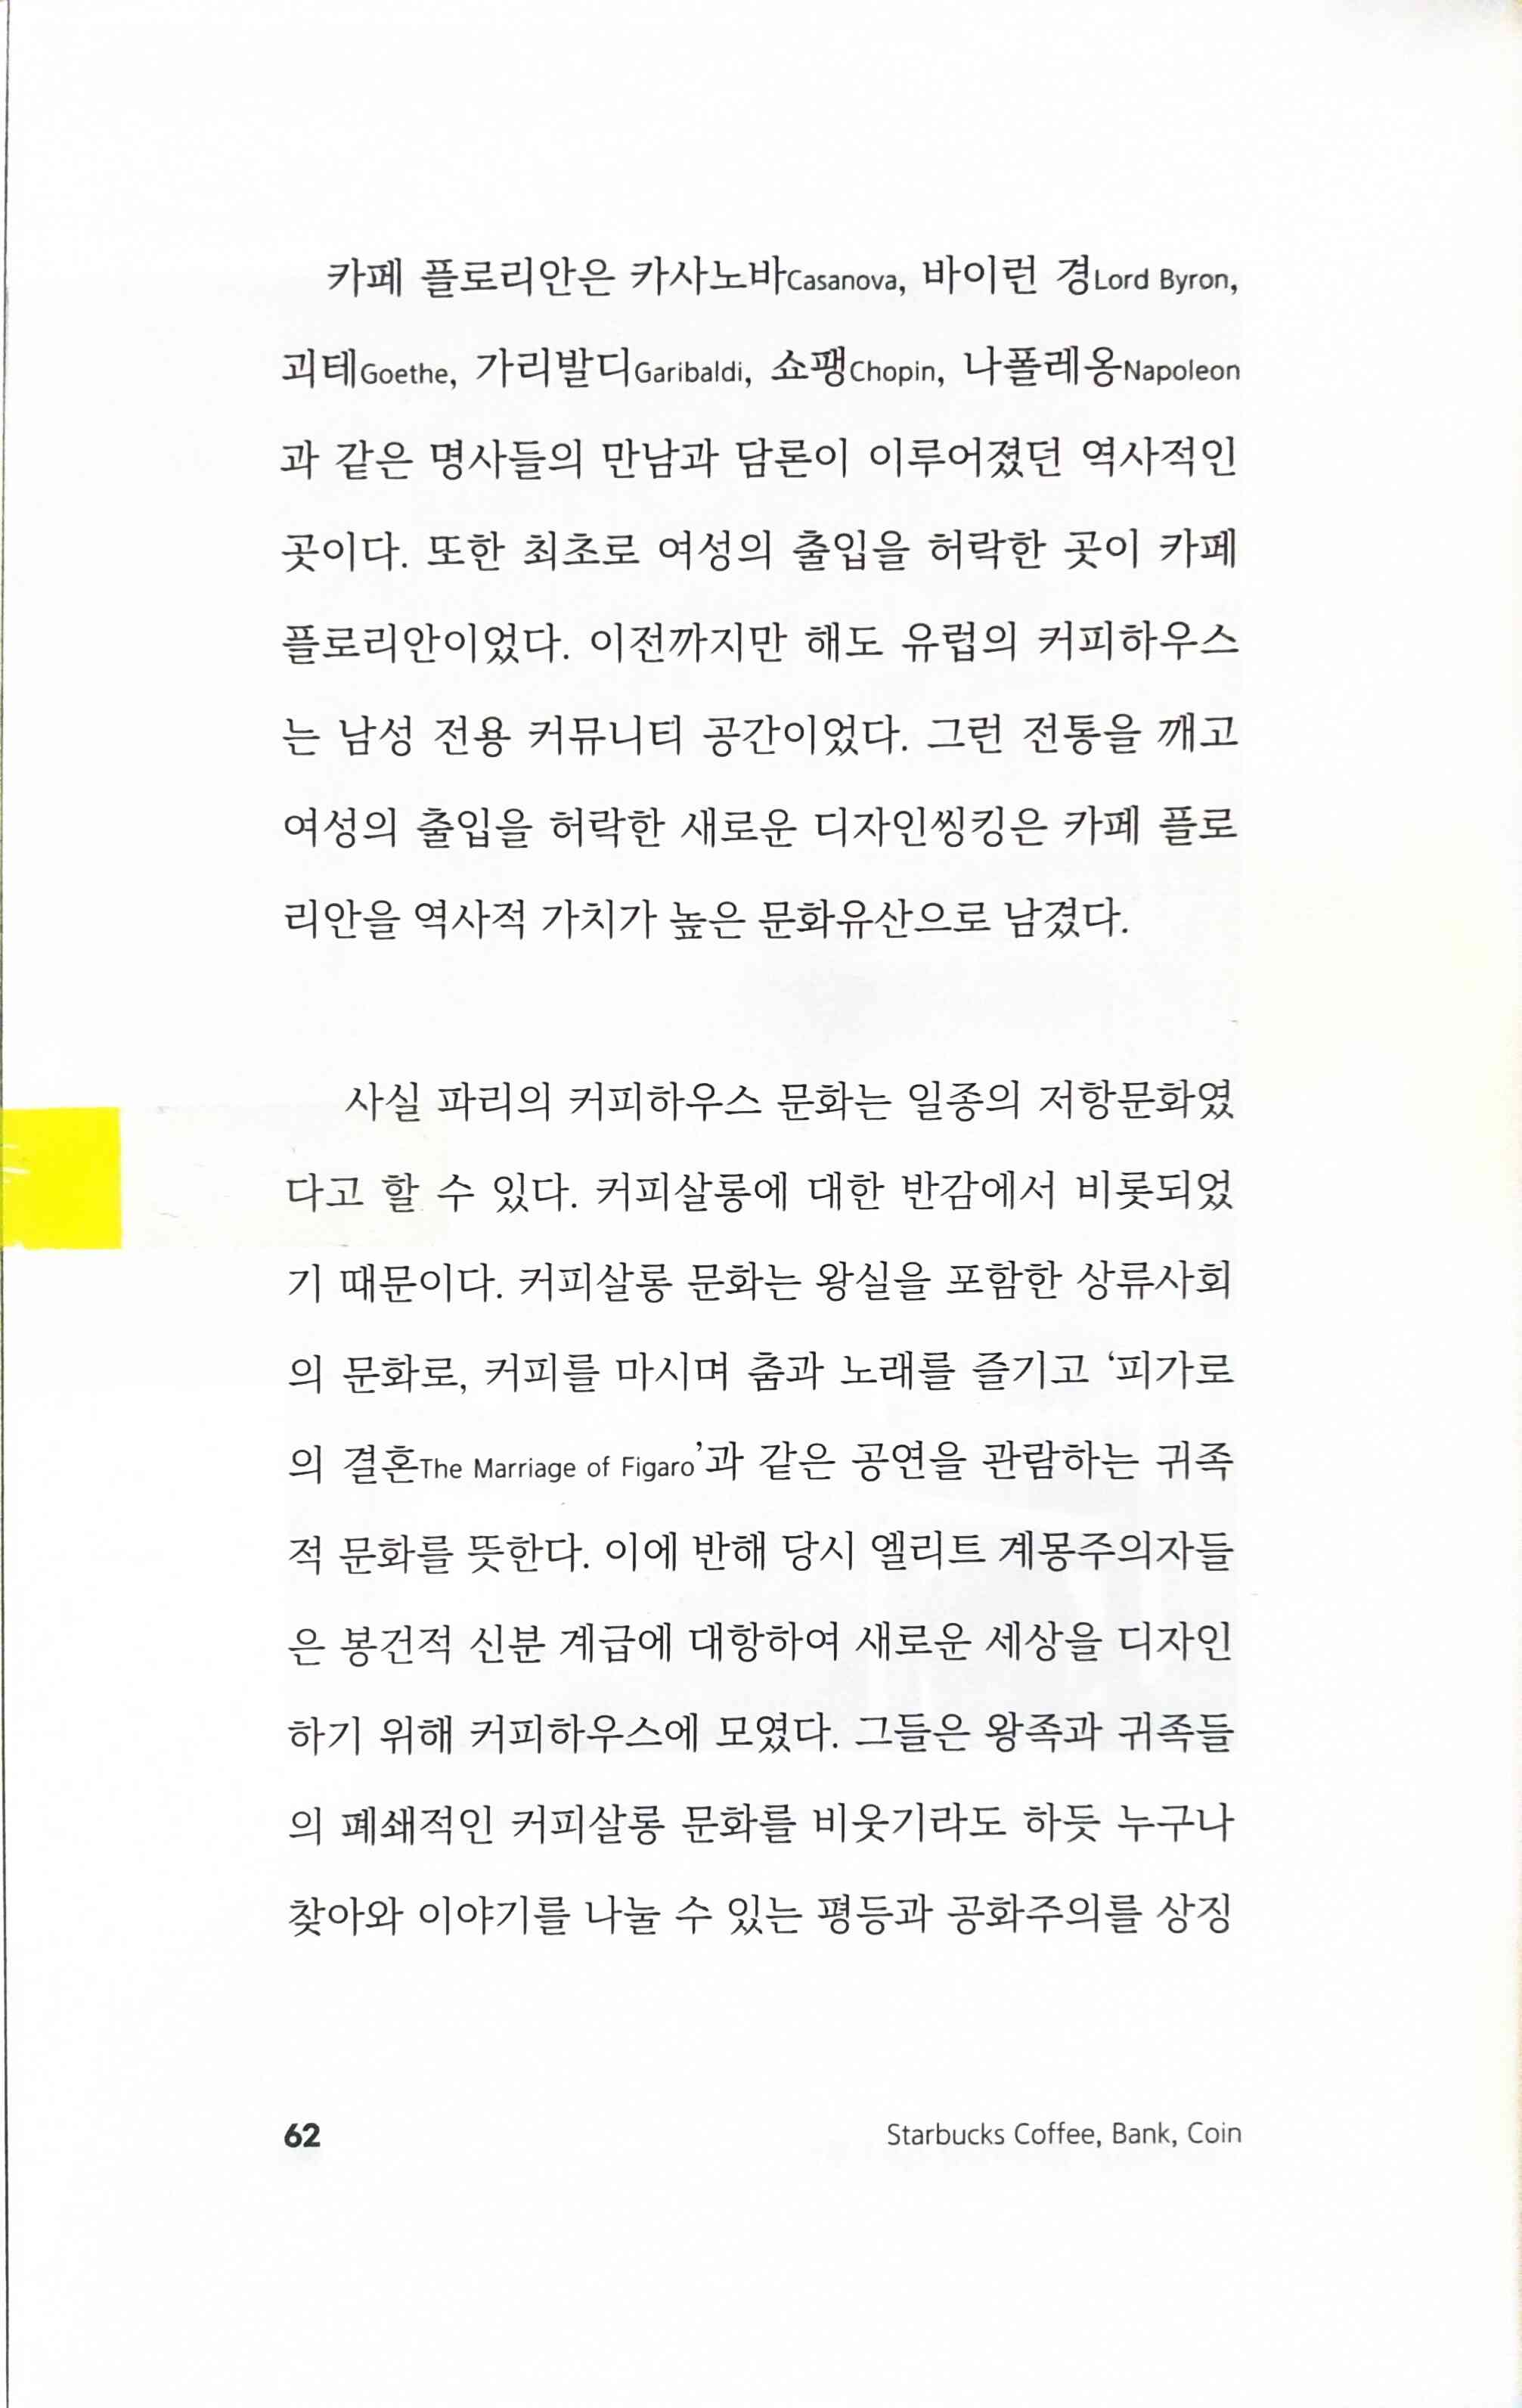 카페 플로리안은 카사노바Casanova, 바이런 경Lord Byron,
괴테Goethe, 가리발디Garibaldi, 쇼팽Chopin, 나폴레옹Napoleon
과 같은 명사들의 만남과 담론이 이루어졌던 역사적인
곳이다. 또한 최초로 여성의 출입을 허락한 곳이 카페
플로리안이었다. 이전까지만 해도 유럽의 커피하우스
는 남성 전용 커뮤니티 공간이었다. 그런 전통을 깨고
여성의 출입을 허락한 새로운 디자인씽킹은 카페 플로
리안을 역사적 가치가 높은 문화유산으로 남겼다.
사실 파리의 커피하우스 문화는 일종의 저항문화였
다고 할 수 있다. 커피살롱에 대한 반감에서 비롯되었
기 때문이다. 커피살롱 문화는 왕실을 포함한 상류사회
의 문화로, 커피를 마시며 춤과 노래를 즐기고 ‘피가로
의 결혼The Marriage of Figaro’과 같은 공연을 관람하는 귀족
적 문화를 뜻한다. 이에 반해 당시 엘리트 계몽주의자들
은 봉건적 신분 계급에 대항하여 새로운 세상을 디자인
하기 위해 커피하우스에 모였다. 그들은 왕족과 귀족들
의 폐쇄적인 커피살롱 문화를 비웃기라도 하듯 누구나
찾아와 이야기를 나눌 수 있는 평등과 공화주의를 상징
62 Starbucks Coffee, Bank, Coin